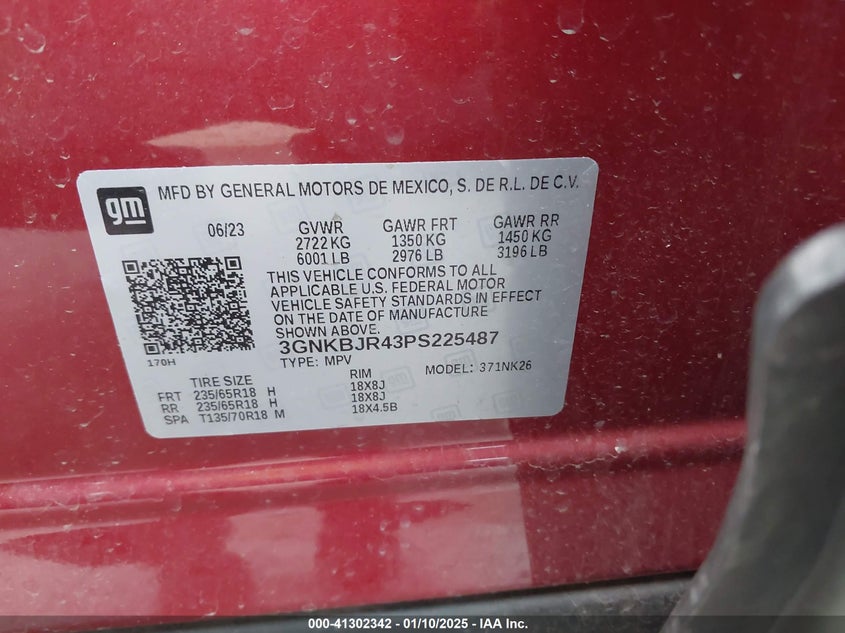 gm
MFD BY GENERAL MOTORS DE MEXICO, S. DE R.L. DE C.V.
06/23 GVWR GAWR FRT GAWR RR
2722 KG 1350 KG 1450 KG
6001 LB 2976 LB 3196 LB
THIS VEHICLE CONFORMS TO ALL
APPLICABLE U.S. FEDERAL MOTOR
VEHICLE SAFETY STANDARDS IN EFFECT
ON THE DATE OF MANUFACTURE
SHOWN ABOVE.
170H
3GNKBJR43PS225487
TYPE: MPV MODEL: 371NK26
TIRE SIZE RIM
FRT 235/65R18 H 18X8J
RR 235/65R18 H 18X8J
SPA T135/70R18 M 18X4.5B
000-41302342 / 01/10/2025 - IAA Inc.